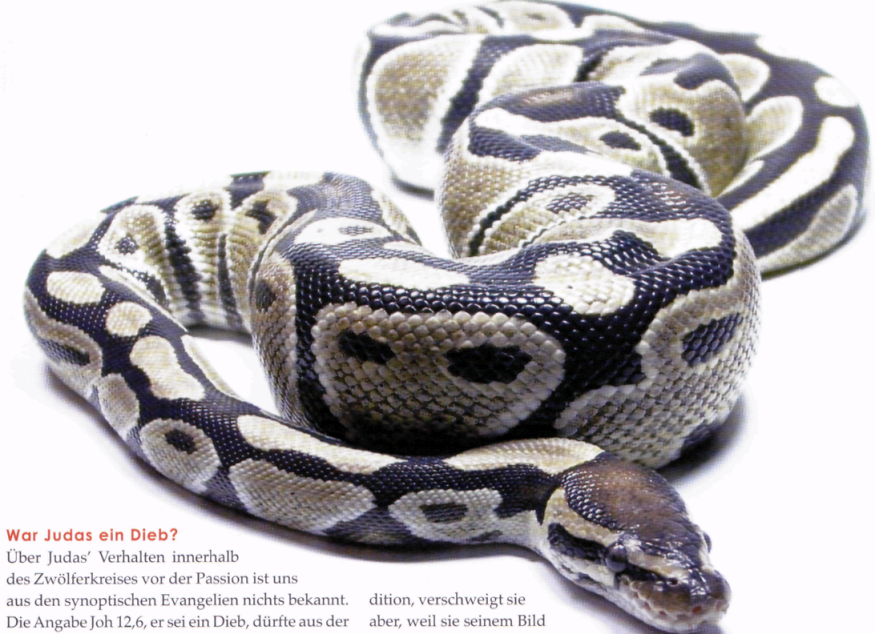 War Judas ein Dieb?
Über Judas' Verhalten innerhalb
des Zwölferkreises vor der Passion ist uns
aus den synoptischen Evangelien nichts bekannt.
Die Angabe Joh 12,6, er sei ein Dieb, dürfte aus der
dition, verschweigt sie
aber, weil sie seinem Bild